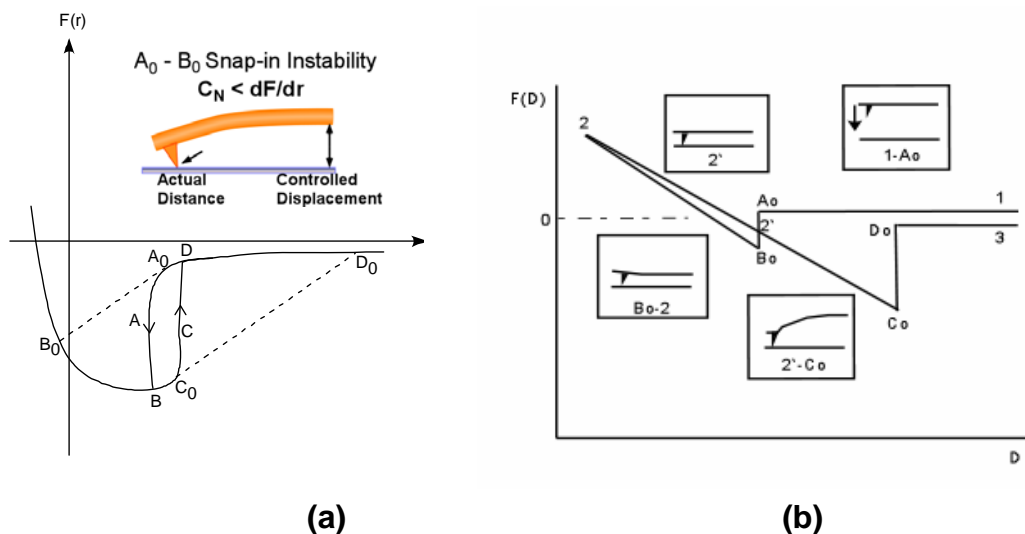 F(r)
A₀ - B₀ Snap-in Instability
C_N < dF/dr
Actual
Distance
Controlled
Displacement
A₀
D
D₀
A
C
B₀
C₀
B
(a)
F(D)
2
2`
1-Ao
Ao
1
0
2`
Do
3
Bo
Bo-2
Co
2`-Co
D
(b)